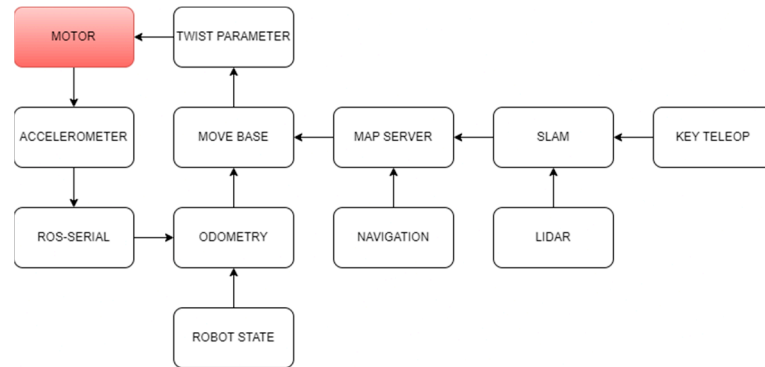 MOTOR
TWIST PARAMETER
ACCELEROMETER
MOVE BASE
MAP SERVER
SLAM
KEY TELEOP
ROS-SERIAL
ODOMETRY
NAVIGATION
LIDAR
ROBOT STATE